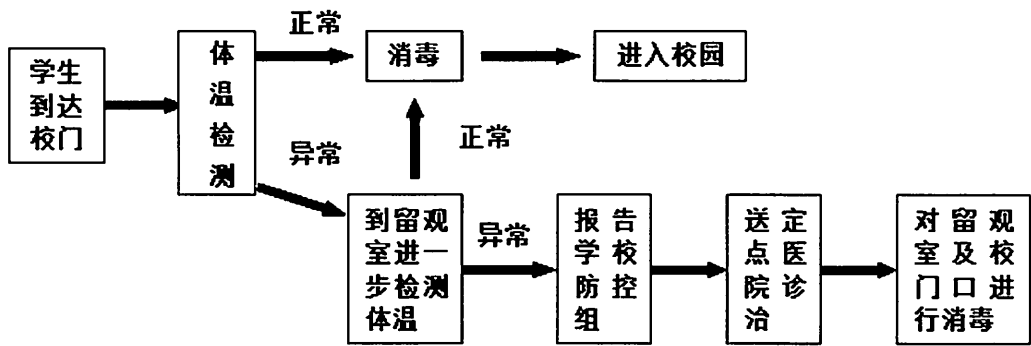 学生
到达
校门
体
温
检
测
正常
消毒
进入校园
异常
正常
到留观
室进一
步检测
体温
异常
报告
学校
防控
组
送定
点医
院诊
治
对留观
室及校
门口进
行消毒